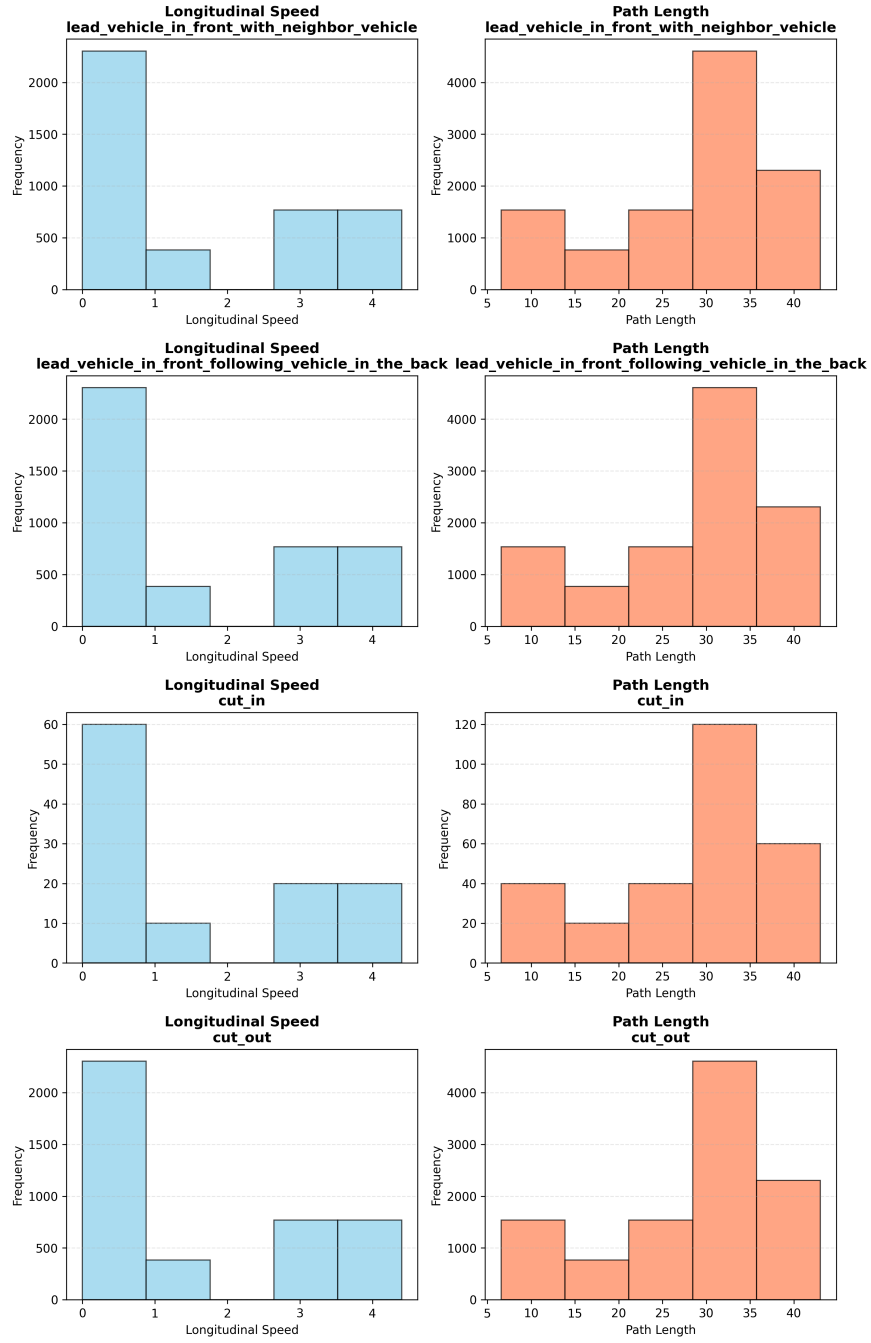 Longitudinal Speed
lead_vehicle_in_front_with_neighbor_vehicle
Frequency
2000
1500
1000
500
0
0 1 2 3 4
Longitudinal Speed
Path Length
lead_vehicle_in_front_with_neighbor_vehicle
Frequency
4000
3000
2000
1000
0
5 10 15 20 25 30 35 40
Path Length
Longitudinal Speed
lead_vehicle_in_front_following_vehicle_in_the_back
Frequency
2000
1500
1000
500
0
0 1 2 3 4
Longitudinal Speed
Path Length
lead_vehicle_in_front_following_vehicle_in_the_back
Frequency
4000
3000
2000
1000
0
5 10 15 20 25 30 35 40
Path Length
Longitudinal Speed
cut_in
Frequency
60
50
40
30
20
10
0
0 1 2 3 4
Longitudinal Speed
Path Length
cut_in
Frequency
120
100
80
60
40
20
0
5 10 15 20 25 30 35 40
Path Length
Longitudinal Speed
cut_out
Frequency
2000
1500
1000
500
0
0 1 2 3 4
Longitudinal Speed
Path Length
cut_out
Frequency
4000
3000
2000
1000
0
5 10 15 20 25 30 35 40
Path Length